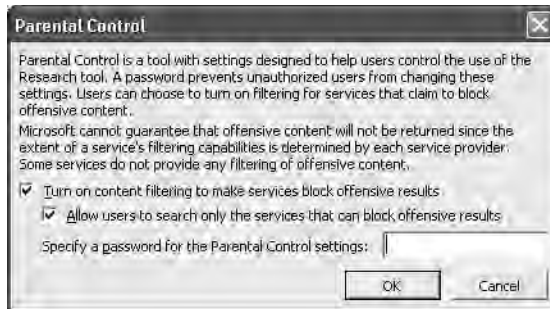 Parental Control
Parental Control is a tool with settings designed to help users control the use of the
Research tool. A password prevents unauthorized users from changing these
settings. Users can choose to turn on filtering for services that claim to block
offensive content.
Microsoft cannot guarantee that offensive content will not be returned since the
extent of a service's filtering capabilities is determined by each service provider.
Some services do not provide any filtering of offensive content.
Turn on content filtering to make services block offensive results
Allow users to search only the services that can block offensive results
Specify a password for the Parental Control settings:
OK Cancel